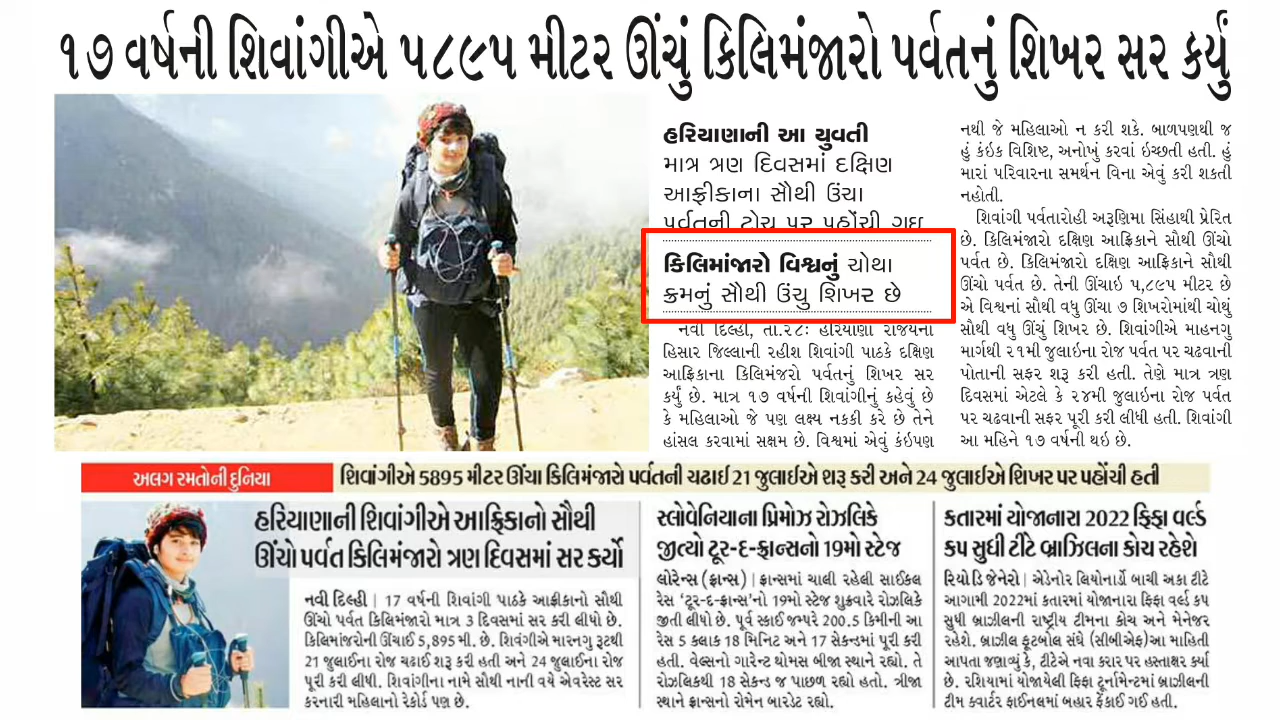 ૧૭ વર્ષની શિવાંગીએ ૫૮૯૫ મીટર ઊંચું કિલિમંજારો પર્વતનું શિખર સર કર્યું
હરિયાણાની આ યુવતી
માત્ર ત્રણ દિવસમાં દક્ષિણ
આફ્રીકાના સૌથી ઉંચા
પર્વતની ટોચ પર પહોંચી ગઇ
કિલિમાંજારો વિશ્વનું ચોથા
ક્રમનું સૌથી ઉંચુ શિખર છે
નવી દિલ્હી, તા.૨૮ઃ હરિયાણા રાજ્યના
હિસાર જિલ્લાની રહીશ શિવાંગી પાઠકે દક્ષિણ
આફ્રિકાના કિલિમંજરો પર્વતનું શિખર સર
કર્યું છે. માત્ર ૧૭ વર્ષની શિવાંગીનું કહેવું છે
કે મહિલાઓ જે પણ લક્ષ્ય નક્કી કરે છે તેને
હાંસલ કરવામાં સક્ષમ છે. વિશ્વમાં એવું કંઇપણ
નથી જે મહિલાઓ ન કરી શકે. બાળપણથી જ
હું કંઇક વિશિષ્ટ, અનોખું કરવાં ઇચ્છતી હતી. હું
મારાં પરિવારના સમર્થન વિના એવું કરી શકતી
નહોતી.
શિવાંગી પર્વતારોહી અરૂણિમા સિંહાથી પ્રેરિત
છે. કિલિમંજારો દક્ષિણ આફ્રિકાને સૌથી ઊંચો
પર્વત છે. કિલિમંજારો દક્ષિણ આફ્રિકાને સૌથી
ઊંચો પર્વત છે. તેની ઊંચાઇ ૫,૮૯૫ મીટર છે
એ વિશ્વનાં સૌથી વધુ ઊંચા ૭ શિખરોમાંથી ચોથું
સૌથી વધુ ઊંચું શિખર છે. શિવાંગીએ માહનગુ
માર્ગથી ૨૧મી જુલાઇના રોજ પર્વત પર ચઢવાની
પોતાની સફર શરૂ કરી હતી. તેણે માત્ર ત્રણ
દિવસમાં એટલે કે ૨૪મી જુલાઇના રોજ પર્વત
પર ચઢવાની સફર પૂરી કરી લીધી હતી. શિવાંગી
આ મહિને ૧૭ વર્ષની થઇ છે.
અલગ રમતોની દુનિયા
શિવાંગીએ 5895 મીટર ઊંચા કિલિમંજારો પર્વતની ચઢાઈ 21 જુલાઈએ શરૂ કરી અને 24 જુલાઈએ શિખર પર પહોંચી હતી
હરિયાણાની શિવાંગીએ આફ્રિકાનો સૌથી
ઊંચો પર્વત કિલિમંજારો ત્રણ દિવસમાં સર કર્યો
નવી દિલ્હી | 17 વર્ષની શિવાંગી પાઠકે આફ્રીકાનો સૌથી
ઊંચો પર્વત કિલિમંજારો માત્ર 3 દિવસમાં સર કરી લીધો છે.
કિલિમંજારોની ઊંચાઈ 5,895 મી. છે. શિવંગીએ મારનગુ રૂટથી
21 જુલાઈના રોજ ચઢાઈ શરૂ કરી હતી અને 24 જુલાઈના રોજ
પૂરી કરી લીધી. શિવાંગીના નામે સૌથી નાની વયે એવરેસ્ટ સર
કરનારી મહિલાનો રેકોર્ડ પણ છે.
સ્લોવેનિયાના પ્રિમોઝ રોઝલિકે
જીત્યો ટૂર-દ-ફ્રાન્સનો 19મો સ્ટેજ
લોરેન્સ (ફ્રાન્સ) | ફ્રાન્સમાં ચાલી રહેલી સાઈકલ
રેસ 'ટૂર-દ-ફ્રાન્સ'નો 19મો સ્ટેજ શુક્રવારે રોઝલિકે
જીતી લીધો છે. પૂર્વ સ્કાઈ જમ્પરે 200.5 કિમીની આ
રેસ 5 કલાક 18 મિનિટ અને 17 સેકન્ડમાં પૂરી કરી
હતી. વેલ્સનો ગારેન્ટ થોમસ બીજા સ્થાને રહ્યો. તે
રોઝલિકથી 18 સેકન્ડ જ પાછળ રહ્યો હતો. ત્રીજા
સ્થાને ફ્રાન્સનો રોમેન બારડેટ રહ્યો.
કતારમાં યોજાનારા 2022 ફિફા વર્લ્ડ
કપ સુધી ટીટે બ્રાઝિલના કોચ રહેશે
રિયો ડિ જેનેરો | એડેનોર લિયોનાર્ડો બાચી અકા ટીટે
આગામી 2022માં કતારમાં યોજાનારા ફિફા વર્લ્ડ કપ
સુધી બ્રાઝિલની રાષ્ટ્રીય ટીમના કોચ અને મેનેજર
રહેશે. બ્રાઝીલ ફૂટબોલ સંઘે (સીબીએફ)આ માહિતી
આપતા જણાવ્યું કે, ટીટેએ નવા કરાર પર હસ્તાક્ષર કર્યા
છે. રશિયામાં યોજાયેલી ફિફા ટૂર્નામેન્ટમાં બ્રાઝીલની
ટીમ ક્વાર્ટર ફાઈનલમાં બહાર ફેંકાઈ ગઈ હતી.